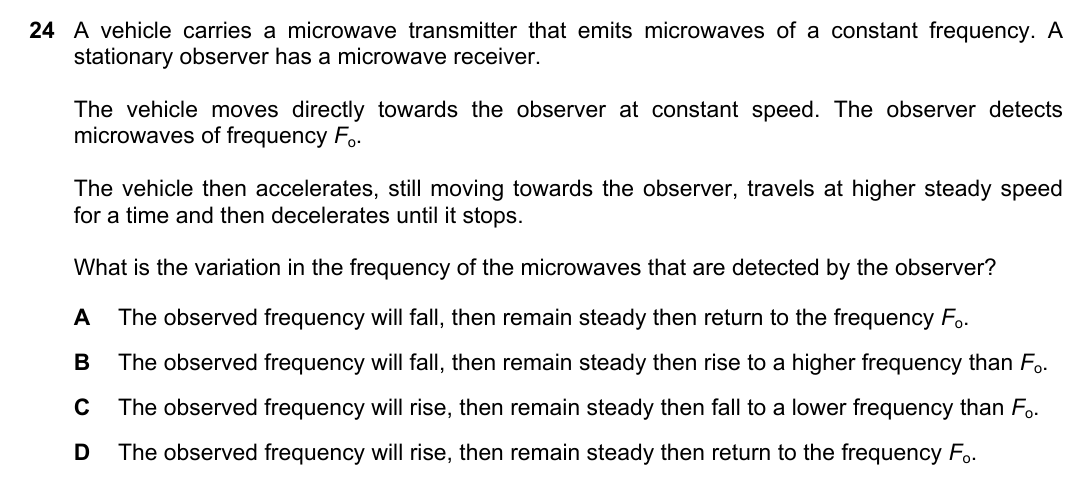 24 A vehicle carries a microwave transmitter that emits microwaves of a constant frequency. A
stationary observer has a microwave receiver.
The vehicle moves directly towards the observer at constant speed. The observer detects
microwaves of frequency Fo.
The vehicle then accelerates, still moving towards the observer, travels at higher steady speed
for a time and then decelerates until it stops.
What is the variation in the frequency of the microwaves that are detected by the observer?
A The observed frequency will fall, then remain steady then return to the frequency Fo.
B The observed frequency will fall, then remain steady then rise to a higher frequency than Fo.
C The observed frequency will rise, then remain steady then fall to a lower frequency than Fo.
D The observed frequency will rise, then remain steady then return to the frequency Fo.